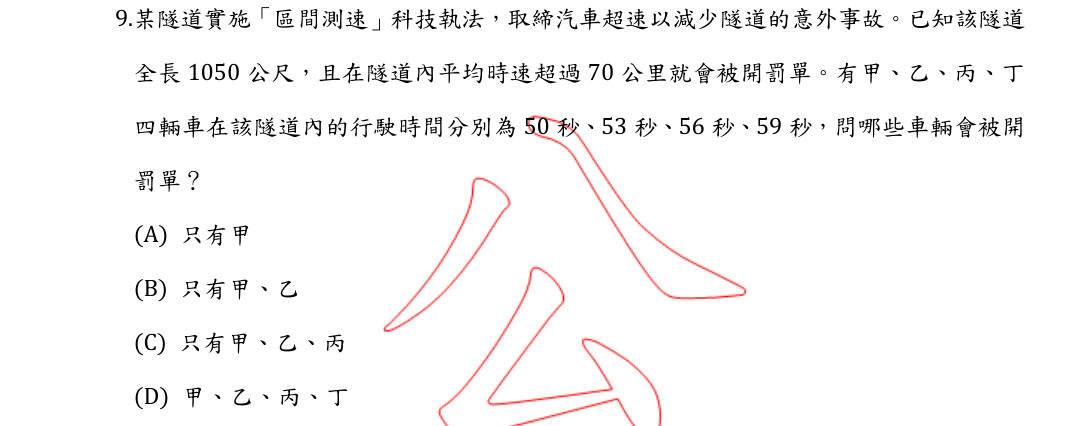 9.某隧道實施「區間測速」科技執法，取締汽車超速以減少隧道的意外事故。已知該隧道
全長 1050 公尺，且在隧道內平均時速超過 70 公里就會被開罰單。有甲、乙、丙、丁
四輛車在該隧道內的行駛時間分別為 50 秒、53 秒、56 秒、59 秒，問哪些車輛會被開
罰單？
(A) 只有甲
(B) 只有甲、乙
(C) 只有甲、乙、丙
(D) 甲、乙、丙、丁